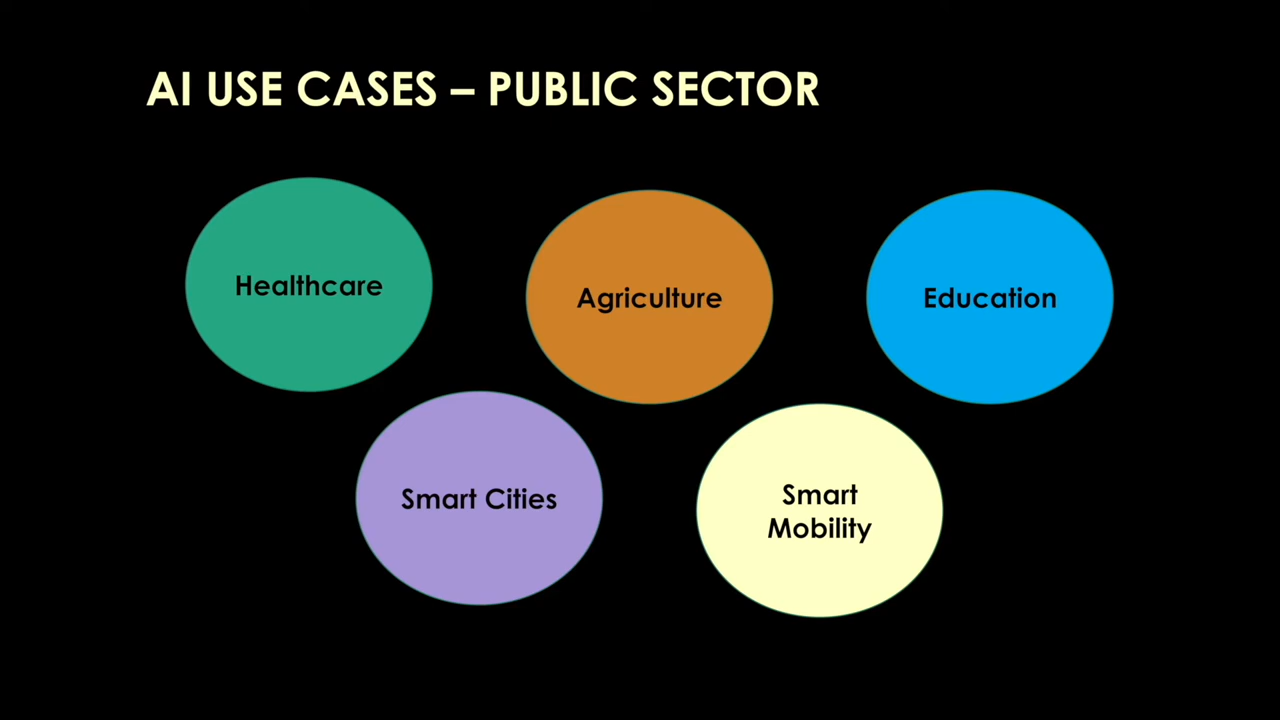 AI USE CASES – PUBLIC SECTOR
Healthcare
Agriculture
Education
Smart Cities
Smart
Mobility